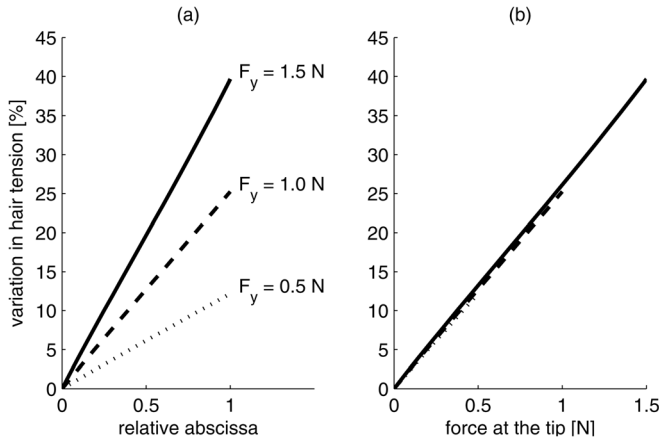 (a)
variation in hair tension [%]
45
40
35
30
25
20
15
10
5
0
F_y = 1.5 N
F_y = 1.0 N
F_y = 0.5 N
0 0.5 1
relative abscissa
(b)
45
40
35
30
25
20
15
10
5
0
0 0.5 1 1.5
force at the tip [N]